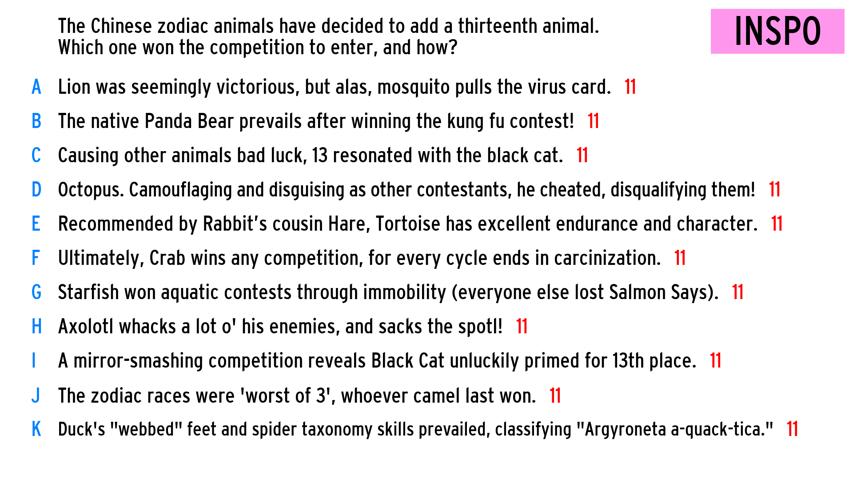 The Chinese zodiac animals have decided to add a thirteenth animal.
Which one won the competition to enter, and how?
INSPO
A Lion was seemingly victorious, but alas, mosquito pulls the virus card. 11
B The native Panda Bear prevails after winning the kung fu contest! 11
C Causing other animals bad luck, 13 resonated with the black cat. 11
D Octopus. Camouflaging and disguising as other contestants, he cheated, disqualifying them! 11
E Recommended by Rabbit's cousin Hare, Tortoise has excellent endurance and character. 11
F Ultimately, Crab wins any competition, for every cycle ends in carcinization. 11
G Starfish won aquatic contests through immobility (everyone else lost Salmon Says). 11
H Axolotl whacks a lot o' his enemies, and sacks the spotl! 11
I A mirror-smashing competition reveals Black Cat unluckily primed for 13th place. 11
J The zodiac races were 'worst of 3', whoever camel last won. 11
K Duck's "webbed" feet and spider taxonomy skills prevailed, classifying "Argyroneta a-quack-tica." 11